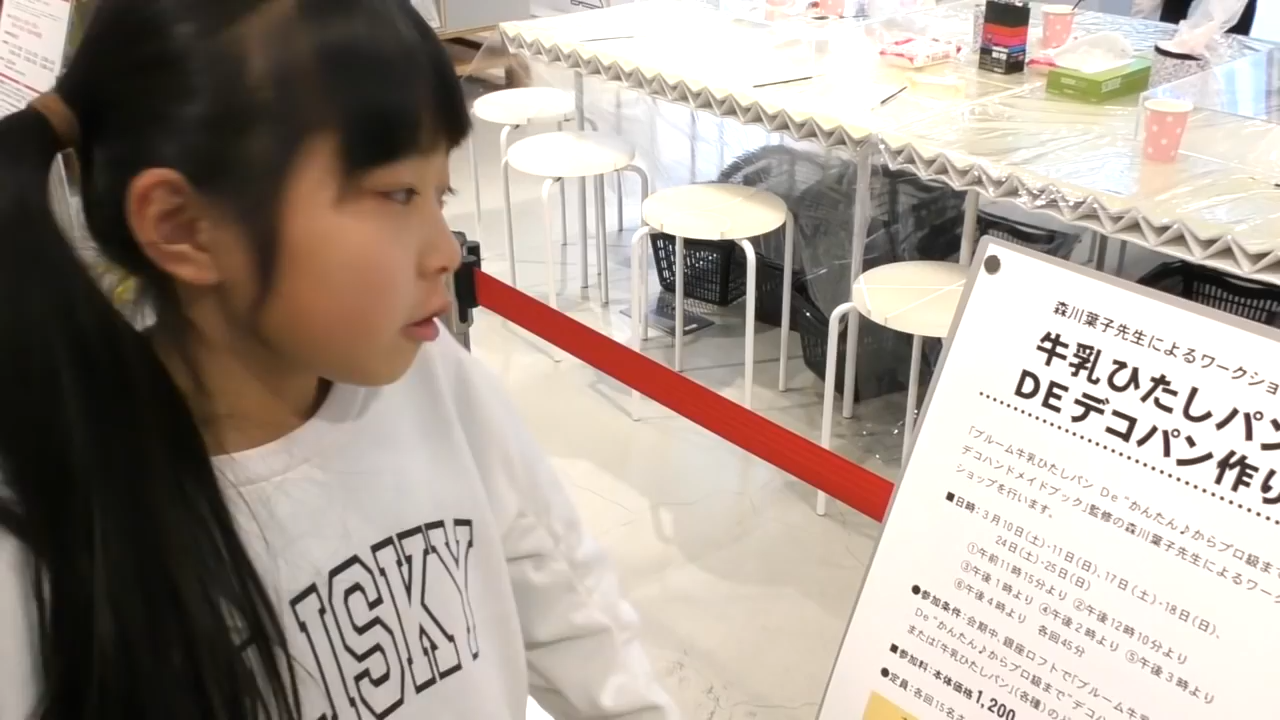 ISKY
森川葉子先生によるワークショ
牛乳ひたしパン
DEデコパン作り
「ブルーム牛乳ひたしパン De “かんたん♪からプロ級まで
デコハンドメイドブック」監修の森川葉子先生によるワーク
ショップを行います。
■日時:3月10日(土)・11日(日)、17日(土)・18日(日)、
24日(土)・25日(日)
①午前11時15分より ②午後12時10分より
③午後1時より ④午後2時より ⑤午後3時より
⑥午後4時より 各回45分
●参加条件:会期中、銀座ロフトで「ブルーム牛乳
De “かんたん♪からプロ級まで”デコ
または「牛乳ひたしパン」(各種)の
■参加料:本体価格1,200
●定員:各回15名